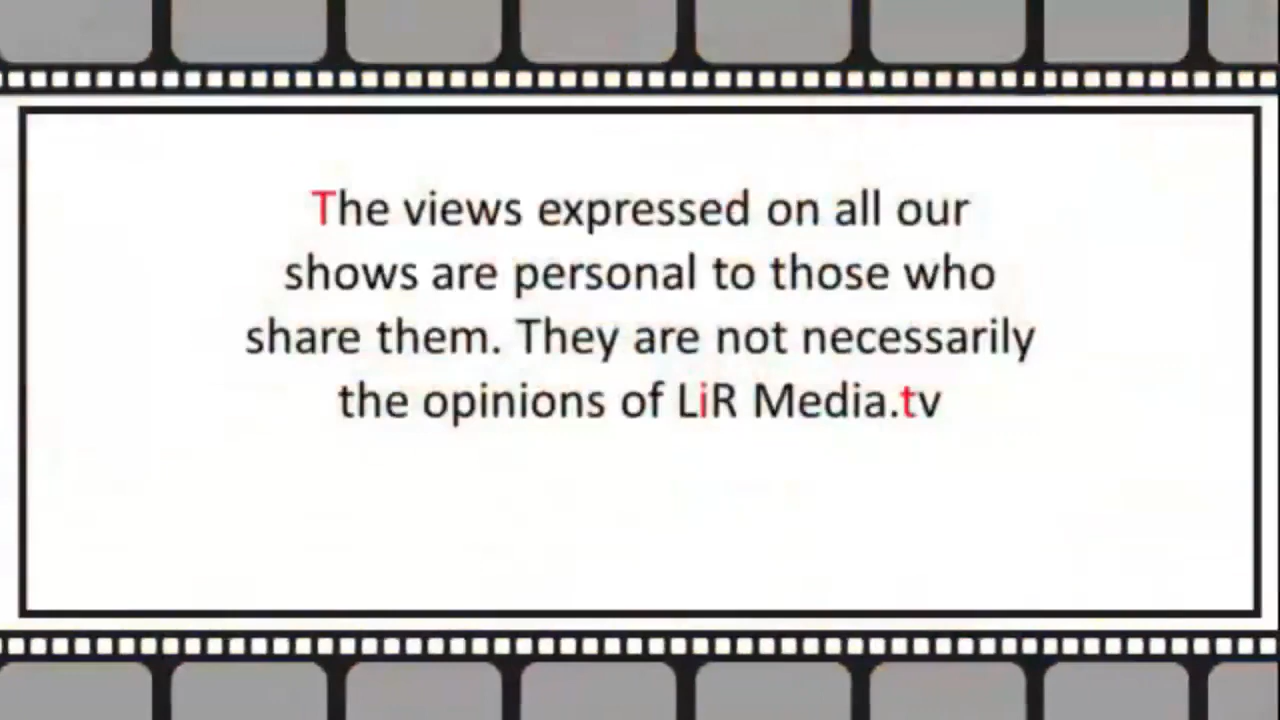 The views expressed on all our
shows are personal to those who
share them. They are not necessarily
the opinions of LiR Media.tv